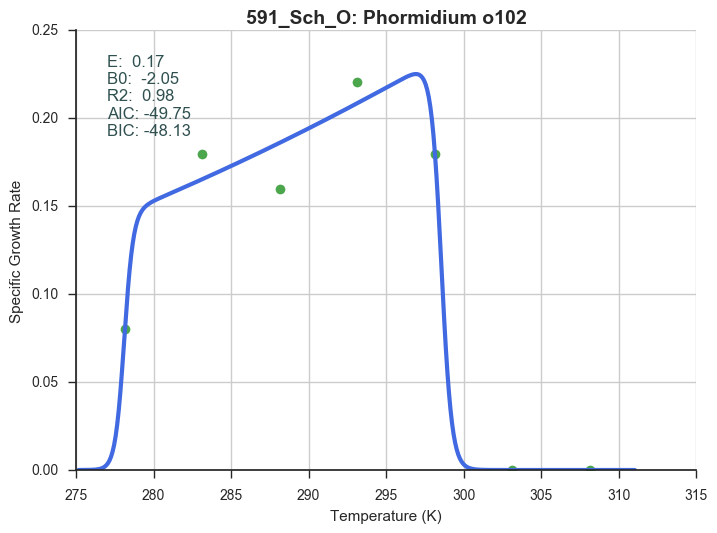 591_Sch_O: Phormidium o102
E:  0.17
B0:  -2.05
R2:  0.98
AIC: -49.75
BIC: -48.13
0.25
0.20
0.15
0.10
0.05
0.00
Specific Growth Rate
275 280 285 290 295 300 305 310 315
Temperature (K)